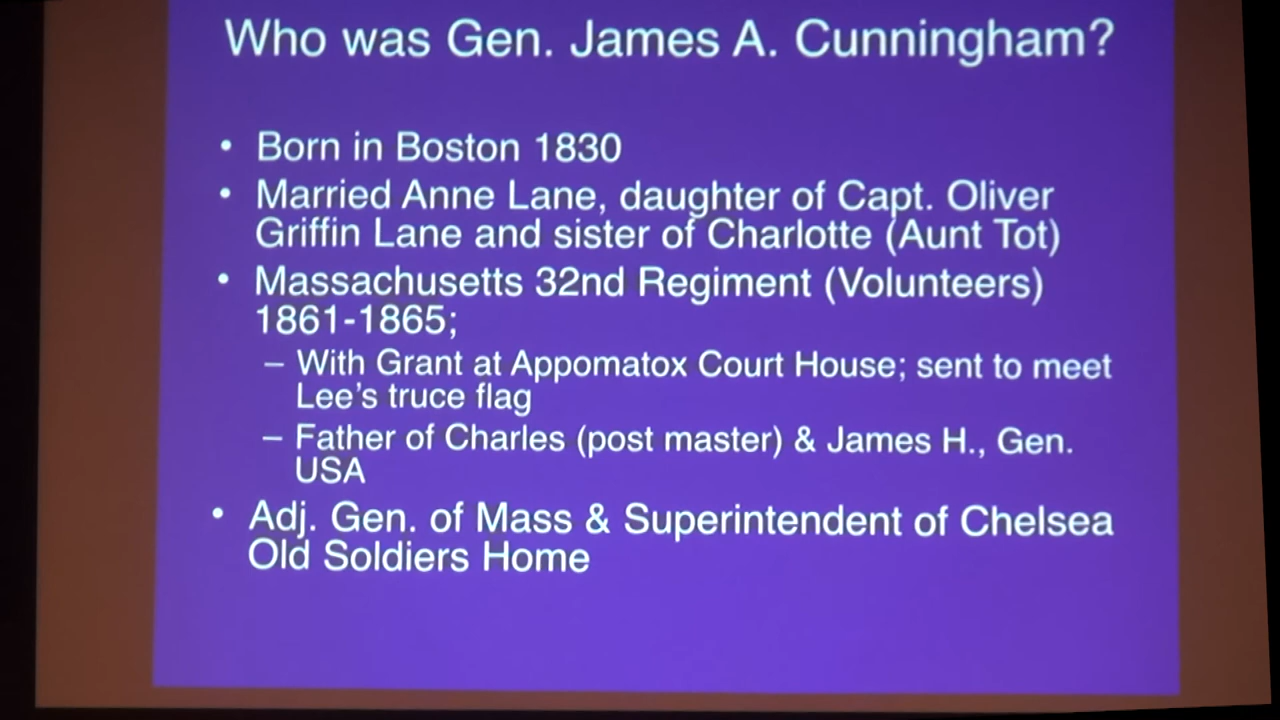 Who was Gen. James A. Cunningham?
• Born in Boston 1830
• Married Anne Lane, daughter of Capt. Oliver
Griffin Lane and sister of Charlotte (Aunt Tot)
• Massachusetts 32nd Regiment (Volunteers)
1861-1865;
– With Grant at Appomatox Court House; sent to meet
Lee's truce flag
– Father of Charles (post master) & James H., Gen.
USA
• Adj. Gen. of Mass & Superintendent of Chelsea
Old Soldiers Home